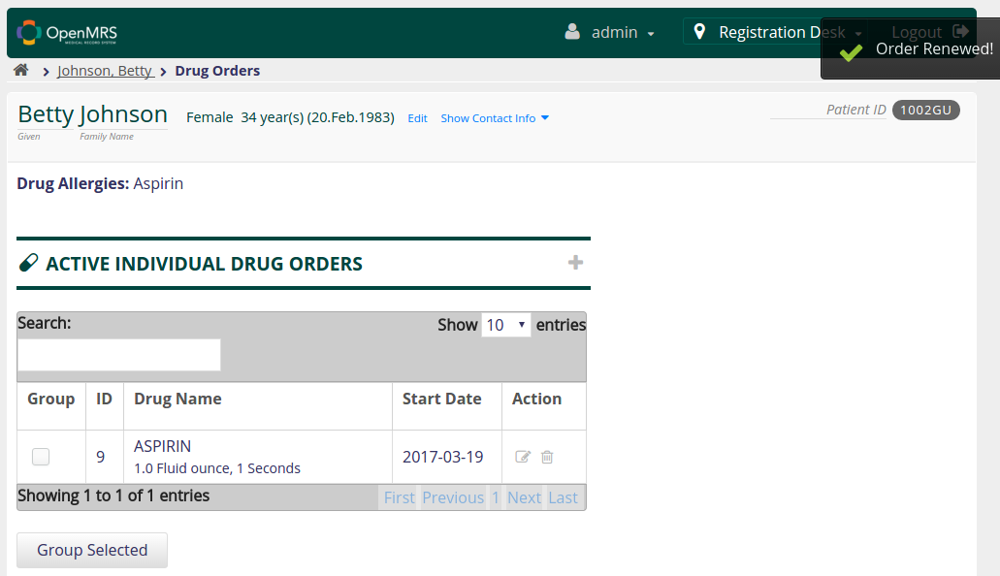 OpenMRS
MEDICAL RECORD SYSTEM
admin
Registration Desk
Logout
Order Renewed!
Johnson, Betty
Drug Orders
Betty Johnson
Given Family Name
Female 34 year(s) (20.Feb.1983) Edit Show Contact Info
Patient ID 1002GU
Drug Allergies: Aspirin
ACTIVE INDIVIDUAL DRUG ORDERS
Search:
Show 10 entries
Group ID Drug Name Start Date Action
9 ASPIRIN 2017-03-19
1.0 Fluid ounce, 1 Seconds
Showing 1 to 1 of 1 entries
First Previous 1 Next Last
Group Selected